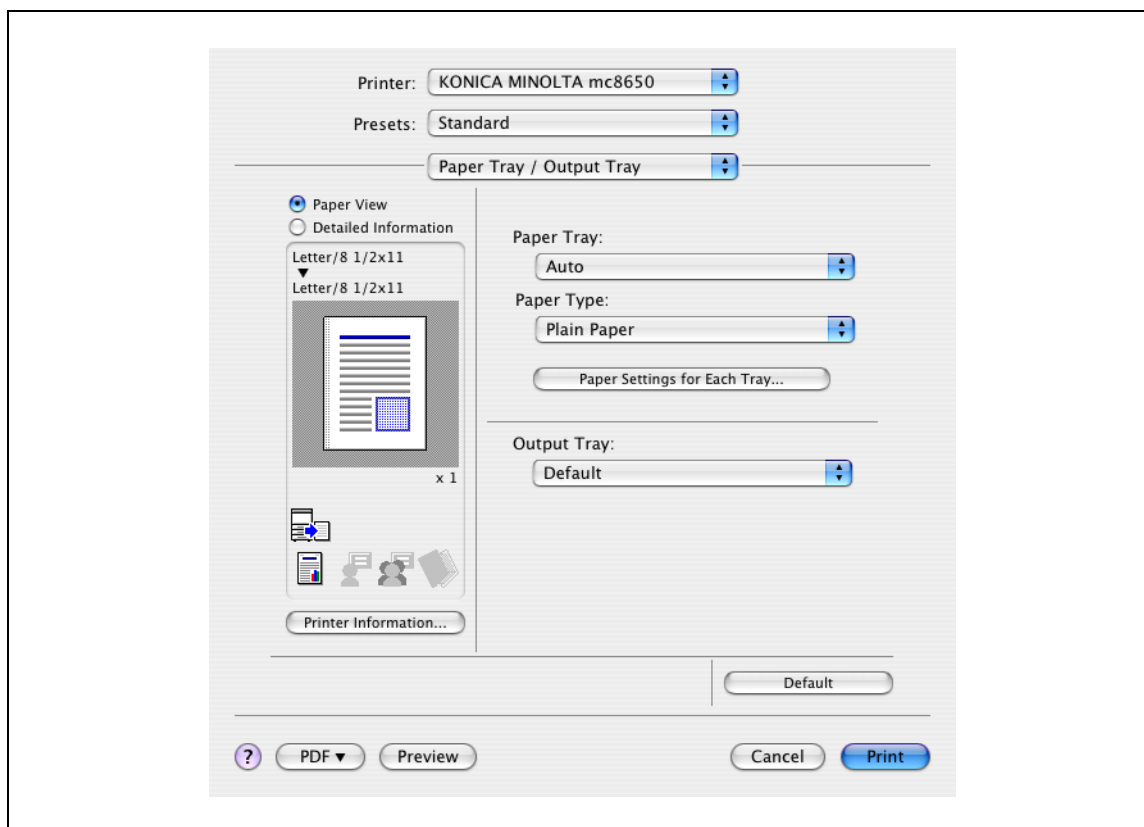 Printer: KONICA MINOLTA mc8650
Presets: Standard
Paper Tray / Output Tray
Paper View
Detailed Information
Letter/8 1/2x11
Letter/8 1/2x11
x 1
Printer Information...
Paper Tray:
Auto
Paper Type:
Plain Paper
Paper Settings for Each Tray...
Output Tray:
Default
Default
? PDF ▼ Preview Cancel Print